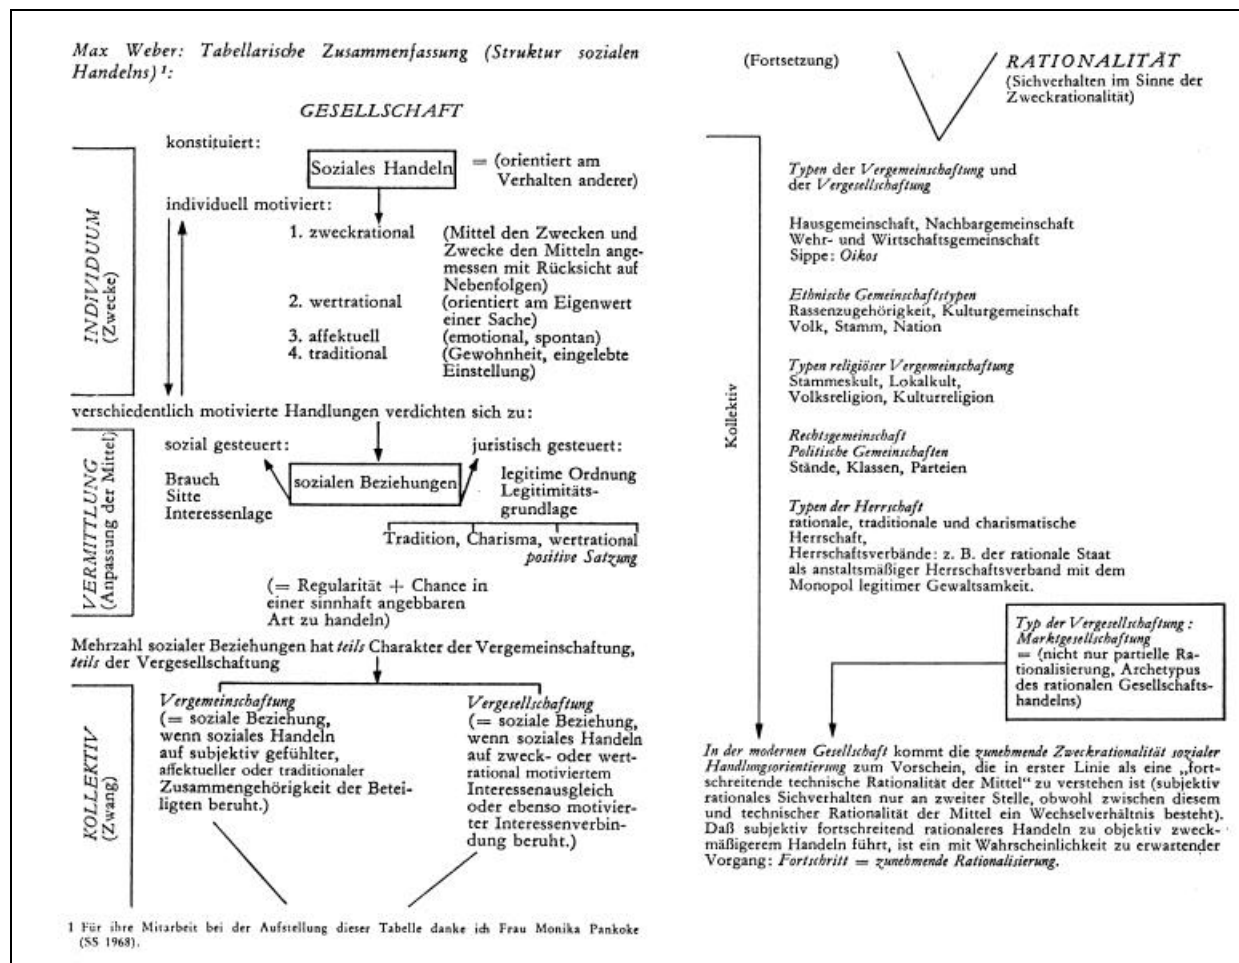 Max Weber: Tabellarische Zusammenfassung (Struktur sozialen
Handelns) ¹:
GESELLSCHAFT
konstituiert:
Soziales Handeln
= (orientiert am
Verhalten anderer)
individuell motiviert:
INDIVIDUUM
(Zwecke)
1. zweckrational (Mittel den Zwecken und
Zwecke den Mitteln ange-
messen mit Rücksicht auf
Nebenfolgen)
2. wertrational (orientiert am Eigenwert
einer Sache)
3. affektuell (emotional, spontan)
4. traditional (Gewohnheit, eingelebte
Einstellung)
verschiedentlich motivierte Handlungen verdichten sich zu:
VERMITTLUNG
(Anpassung der Mittel)
sozial gesteuert:
Brauch
Sitte
Interessenlage
sozialen Beziehungen
juristisch gesteuert:
legitime Ordnung
Legitimitäts-
grundlage
Tradition, Charisma, wertrational
positive Satzung
(= Regularität + Chance in
einer sinnhaft angebbaren
Art zu handeln)
Mehrzahl sozialer Beziehungen hat teils Charakter der Vergemeinschaftung,
teils der Vergesellschaftung
KOLLEKTIV
(Zwang)
Vergemeinschaftung
(= soziale Beziehung,
wenn soziales Handeln
auf subjektiv gefühlter,
affektueller oder traditionaler
Zusammengehörigkeit der Betei-
ligten beruht.)
Vergesellschaftung
(= soziale Beziehung,
wenn soziales Handeln
auf zweck- oder wert-
rational motiviertem
Interessenausgleich
oder ebenso motivier-
ter Interessenverbin-
dung beruht.)
1 Für ihre Mitarbeit bei der Aufstellung dieser Tabelle danke ich Frau Monika Pankoke
(SS 1968).
(Fortsetzung)
RATIONALITÄT
(Sichverhalten im Sinne der
Zweckrationalität)
Kollektiv
Typen der Vergemeinschaftung und
der Vergesellschaftung
Hausgemeinschaft, Nachbargemeinschaft
Wehr- und Wirtschaftsgemeinschaft
Sippe: Oikos
Ethnische Gemeinschaftstypen
Rassenzugehörigkeit, Kulturgemeinschaft
Volk, Stamm, Nation
Typen religiöser Vergemeinschaftung
Stammeskult, Lokalkult,
Volksreligion, Kulturreligion
Rechtsgemeinschaft
Politische Gemeinschaften
Stände, Klassen, Parteien
Typen der Herrschaft
rationale, traditionale und charismatische
Herrschaft,
Herrschaftsverbände: z. B. der rationale Staat
als anstaltsmäßiger Herrschaftsverband mit dem
Monopol legitimer Gewaltsamkeit.
Typ der Vergesellschaftung:
Marktgesellschaft
= (nicht nur partielle Ra-
tionalisierung, Archetypus
des rationalen Gesellschafts-
handelns)
In der modernen Gesellschaft kommt die zunehmende Zweckrationalität sozialer
Handlungsorientierung zum Vorschein, die in erster Linie als eine „fort-
schreitende technische Rationalität der Mittel“ zu verstehen ist (subjektiv
rationales Sichverhalten nur an zweiter Stelle, obwohl zwischen diesem
und technischer Rationalität der Mittel ein Wechselverhältnis besteht).
Daß subjektiv fortschreitend rationaleres Handeln zu objektiv zweck-
mäßigerem Handeln führt, ist ein mit Wahrscheinlichkeit zu erwartender
Vorgang: Fortschritt = zunehmende Rationalisierung.